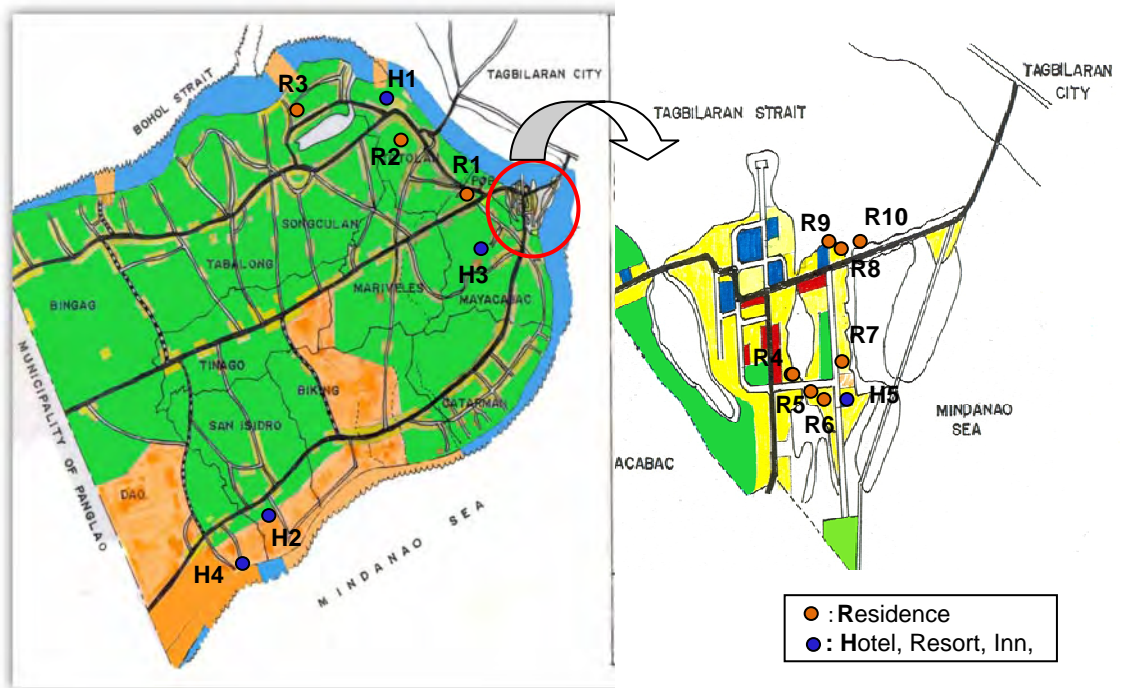 TAGBILARAN CITY
BOHOL STRAIT
H1
R3
R2
TOLAN
R1
POB
SONGCULAN
H3
TABALONG
BINGAG
MARIVELES
MAYACABAC
MUNICIPALITY OF PANGLAO
TINAGO
BIKING
CATARMAN
SAN ISIDRO
DAO
H2
H4
MINDANAO SEA
TAGBILARAN
CITY
TAGBILARAN STRAIT
R9
R10
R8
R7
R4
R5
H5
R6
MINDANAO
SEA
ACABAC
: Residence
: Hotel, Resort, Inn,